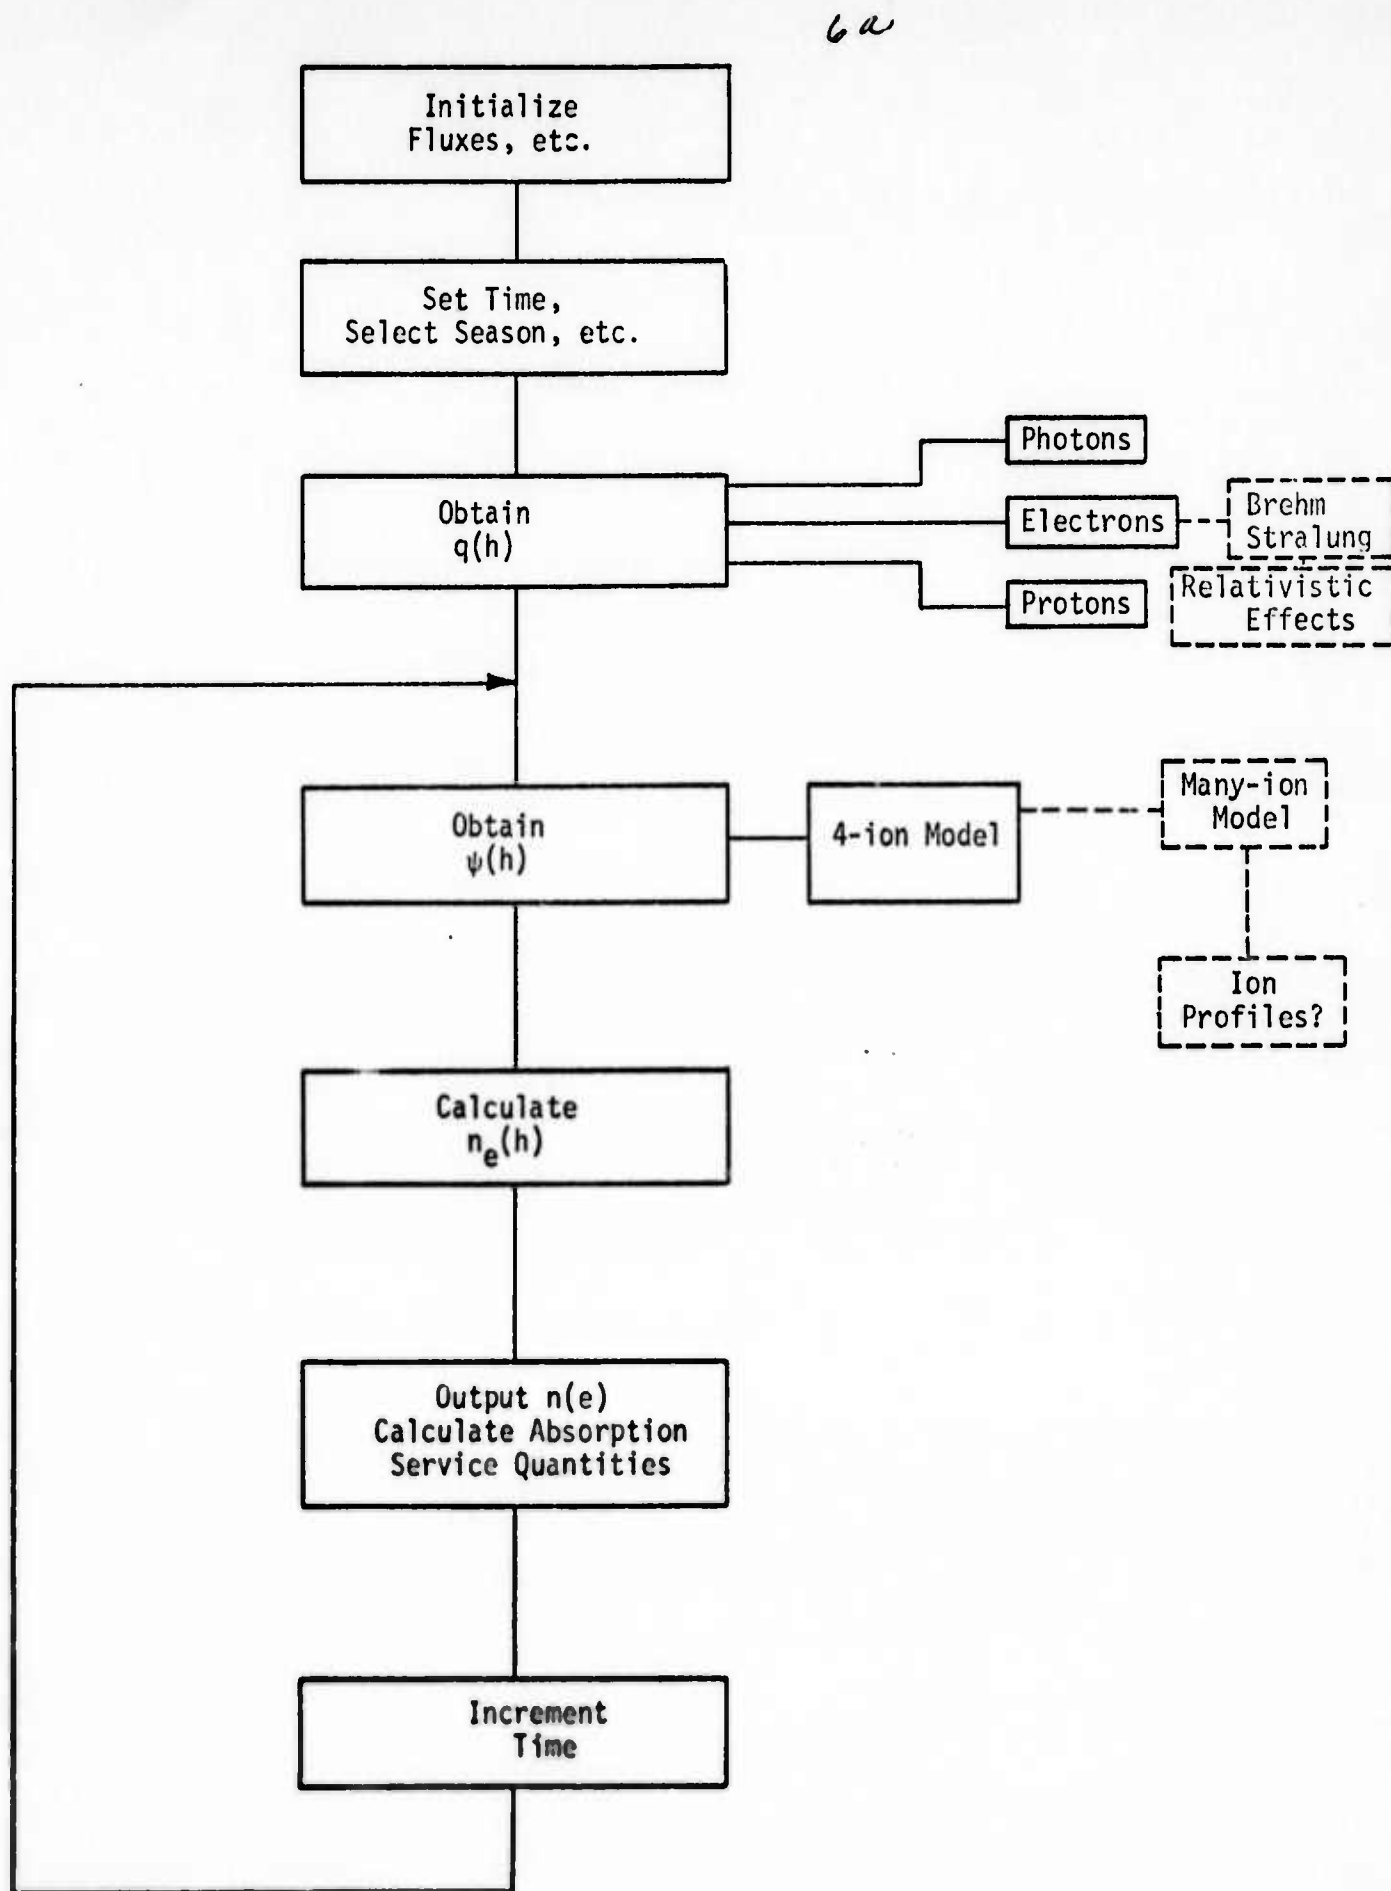 6a
Initialize
Fluxes, etc.
Set Time,
Select Season, etc.
Obtain
q(h)
Photons
Electrons
Brehm
Stralung
Protons
Relativistic
Effects
Obtain
ψ(h)
4-ion Model
Many-ion
Model
Ion
Profiles?
Calculate
nₑ(h)
Output n(e)
Calculate Absorption
Service Quantities
Increment
Time